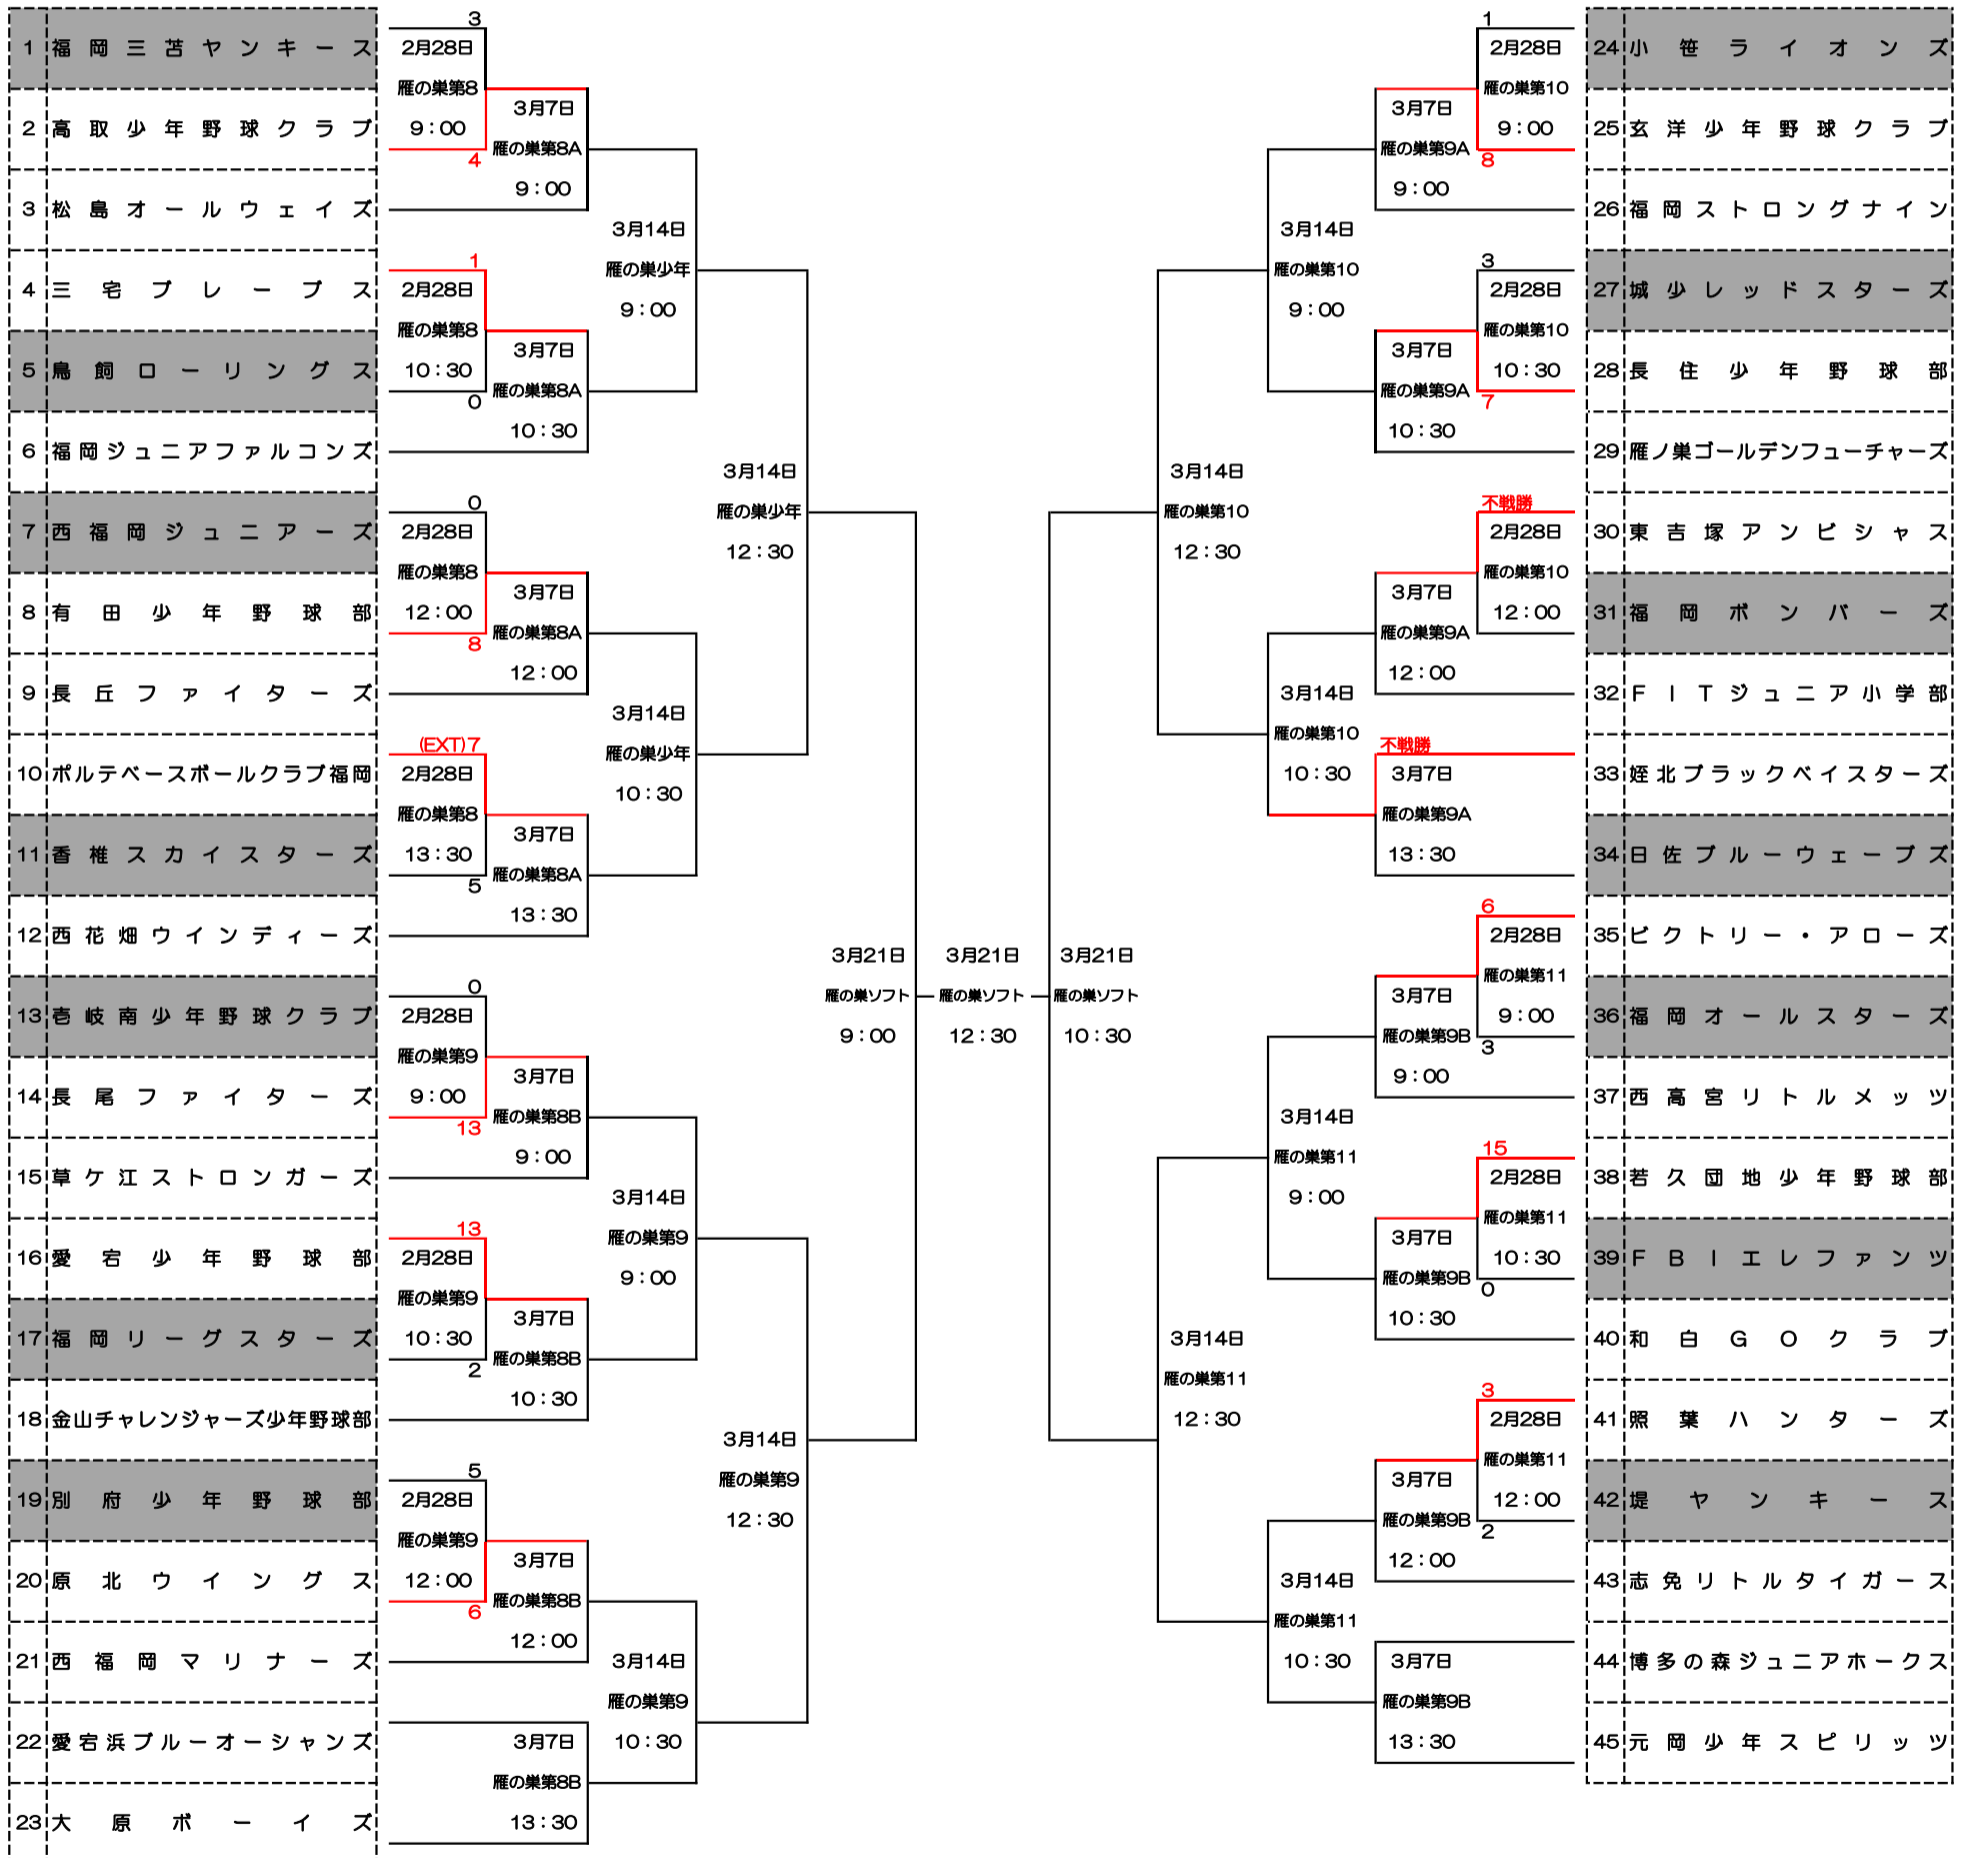 1 福岡三苫ヤンキース
2 高取少年野球クラブ
3 松島オールウェイズ
4 三宅ブレーブス
5 鳥飼ローリングス
6 福岡ジュニアファルコンズ
7 西福岡ジュニアーズ
8 有田少年野球部
9 長丘ファイターズ
10 ポルテベースボールクラブ福岡
11 香椎スカイスターズ
12 西花畑ウインディーズ
13 壱岐南少年野球クラブ
14 長尾ファイターズ
15 草ケ江ストロンガーズ
16 愛宕少年野球部
17 福岡リーグスターズ
18 金山チャレンジャーズ少年野球部
19 別府少年野球部
20 原北ウイングス
21 西福岡マリナーズ
22 愛宕浜ブルーオーシャンズ
23 大原ボーイズ
3
2月28日
雁の巣第8
9：00
4
1
2月28日
雁の巣第8
10：30
0
0
2月28日
雁の巣第8
12：00
8
(EXT)7
2月28日
雁の巣第8
13：30
5
0
2月28日
雁の巣第9
9：00
13
13
2月28日
雁の巣第9
10：30
2
5
2月28日
雁の巣第9
12：00
6
3月7日
雁の巣第8A
9：00
3月7日
雁の巣第8A
10：30
3月7日
雁の巣第8A
12：00
3月7日
雁の巣第8A
13：30
3月7日
雁の巣第8B
9：00
3月7日
雁の巣第8B
10：30
3月7日
雁の巣第8B
12：00
3月7日
雁の巣第8B
13：30
3月14日
雁の巣少年
9：00
3月14日
雁の巣少年
10：30
3月14日
雁の巣第9
9：00
3月14日
雁の巣第9
10：30
3月14日
雁の巣少年
12：30
3月14日
雁の巣第9
12：30
3月21日
雁の巣ソフト
9：00
3月21日
雁の巣ソフト
12：30
3月21日
雁の巣ソフト
10：30
3月14日
雁の巣第10
12：30
3月14日
雁の巣第11
12：30
3月14日
雁の巣第10
9：00
3月14日
雁の巣第10
10：30
3月14日
雁の巣第11
9：00
3月14日
雁の巣第11
10：30
3月7日
雁の巣第9A
9：00
3月7日
雁の巣第9A
10：30
3月7日
雁の巣第9A
12：00
不戦勝
3月7日
雁の巣第9A
13：30
3月7日
雁の巣第9B
9：00
3月7日
雁の巣第9B
10：30
3月7日
雁の巣第9B
12：00
3月7日
雁の巣第9B
13：30
1
2月28日
雁の巣第10
9：00
8
3
2月28日
雁の巣第10
10：30
7
不戦勝
2月28日
雁の巣第10
12：00
6
2月28日
雁の巣第11
9：00
3
15
2月28日
雁の巣第11
10：30
0
3
2月28日
雁の巣第11
12：00
2
24 小笹ライオンズ
25 玄洋少年野球クラブ
26 福岡ストロングナイン
27 城少レッドスターズ
28 長住少年野球部
29 雁ノ巣ゴールデンフューチャーズ
30 東吉塚アンビシャス
31 福岡ボンバーズ
32 FITジュニア小学部
33 姪北ブラックベイスターズ
34 日佐ブルーウェーブズ
35 ビクトリー・アローズ
36 福岡オールスターズ
37 西高宮リトルメッツ
38 若久団地少年野球部
39 FBIエレファンツ
40 和白GOクラブ
41 照葉ハンターズ
42 堤ヤンキース
43 志免リトルタイガース
44 博多の森ジュニアホークス
45 元岡少年スピリッツ